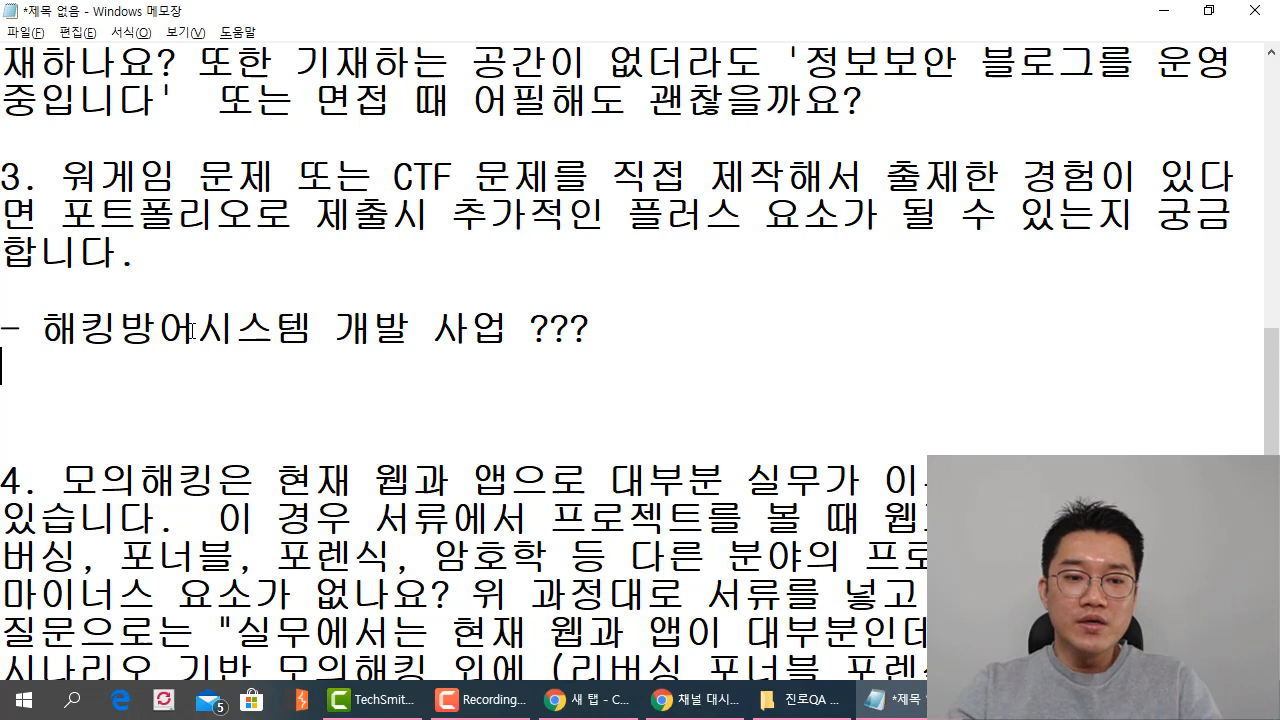 *제목 없음 - Windows 메모장
파일(F) 편집(E) 서식(O) 보기(V) 도움말
재하나요? 또한 기재하는 공간이 없더라도 '정보보안 블로그를 운영
중입니다' 또는 면접 때 어필해도 괜찮을까요?
3. 워게임 문제 또는 CTF 문제를 직접 제작해서 출제한 경험이 있다
면 포트폴리오로 제출시 추가적인 플러스 요소가 될 수 있는지 궁금
합니다.
- 해킹방어시스템 개발 사업 ???
4. 모의해킹은 현재 웹과 앱으로 대부분 실무가
있습니다. 이 경우 서류에서 프로젝트를 볼 때
버싱, 포너블, 포렌식, 암호학 등 다른 분야의
마이너스 요소가 없나요? 위 과정대로 서류를 넣고
질문으로는 "실무에서는 현재 웹과 앱이
시나리오 기반 모의해킹 외에 (리버싱 포너블
5
TechSmit...
Recording...
새 탭 - C...
채널 대시...
진로QA ...
*제목